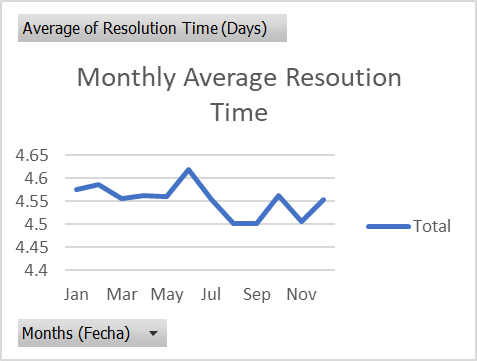 Average of Resolution Time (Days)
Monthly Average Resoution
Time
4.65
4.6
4.55
4.5
4.45
4.4
Jan Mar May Jul Sep Nov
Total
Months (Fecha)